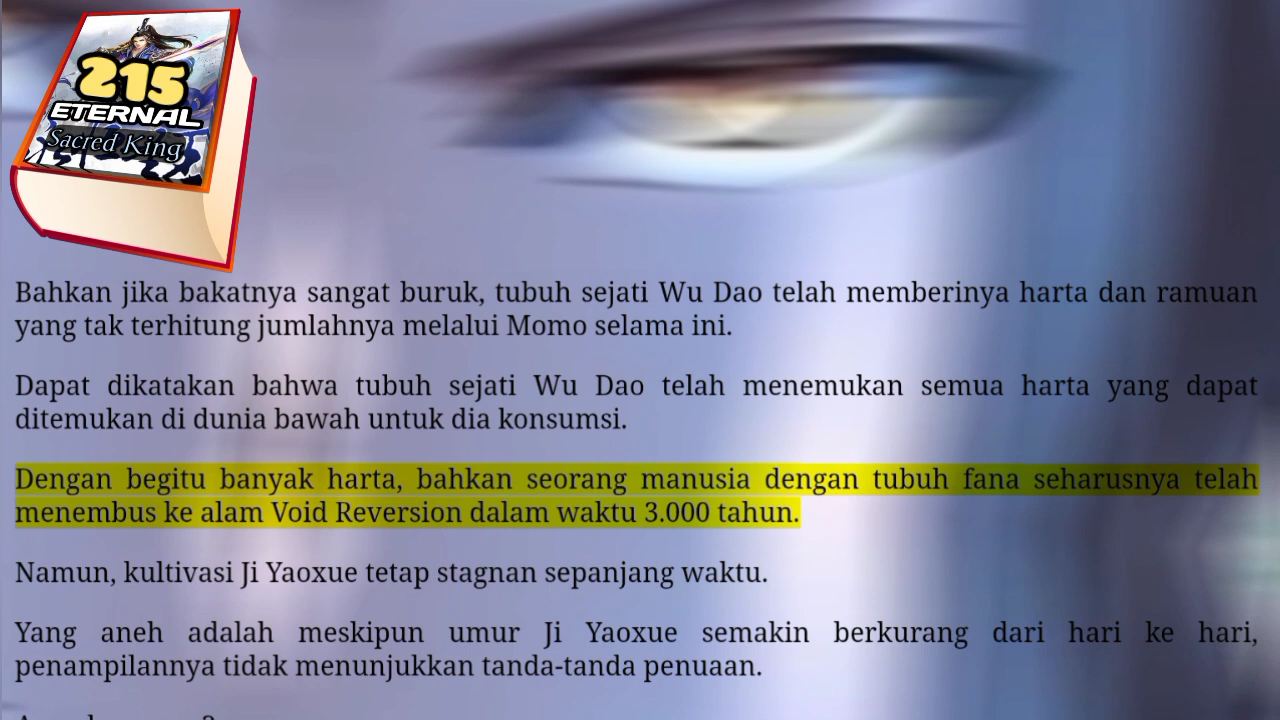 215
ETERNAL
Sacred King
Bahkan jika bakatnya sangat buruk, tubuh sejati Wu Dao telah memberinya harta dan ramuan
yang tak terhitung jumlahnya melalui Momo selama ini.
Dapat dikatakan bahwa tubuh sejati Wu Dao telah menemukan semua harta yang dapat
ditemukan di dunia bawah untuk dia konsumsi.
Dengan begitu banyak harta, bahkan seorang manusia dengan tubuh fana seharusnya telah
menembus ke alam Void Reversion dalam waktu 3.000 tahun.
Namun, kultivasi Ji Yaoxue tetap stagnan sepanjang waktu.
Yang aneh adalah meskipun umur Ji Yaoxue semakin berkurang dari hari ke hari,
penampilannya tidak menunjukkan tanda-tanda penuaan.